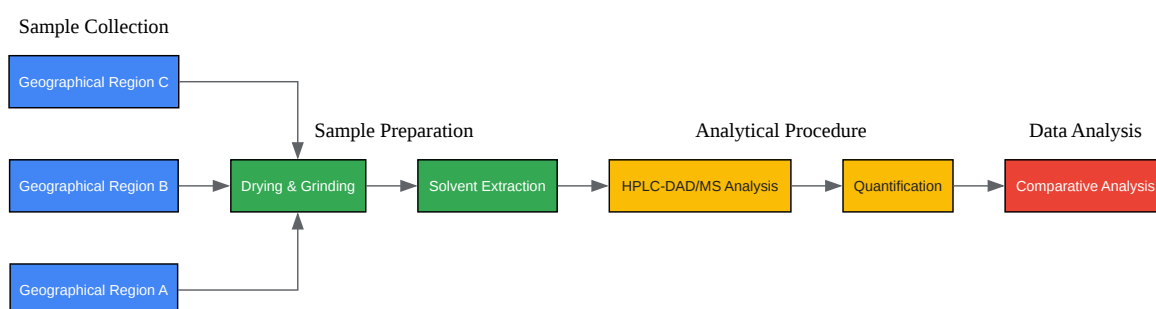 Sample Collection
Geographical Region C
Sample Preparation
Analytical Procedure
Data Analysis
Geographical Region B
Drying & Grinding
Solvent Extraction
HPLC-DAD/MS Analysis
Quantification
Comparative Analysis
Geographical Region A